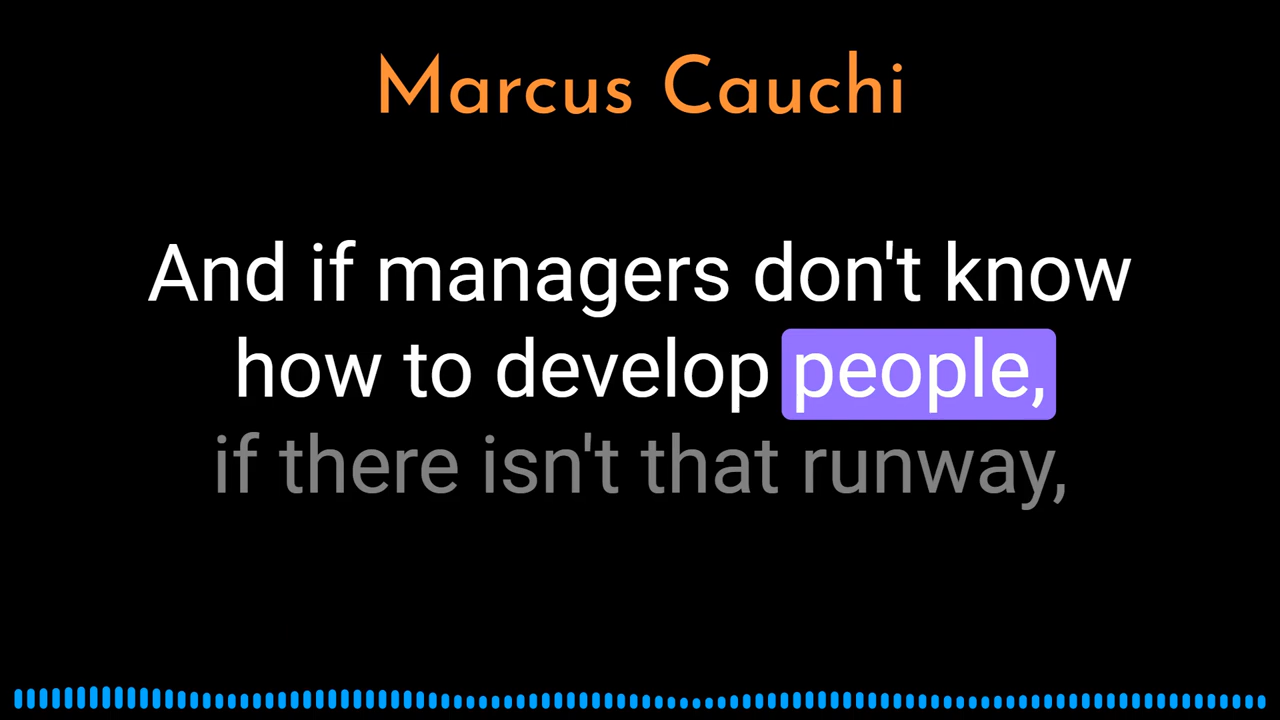 Marcus Cauchi
And if managers don't know
how to develop people,
if there isn't that runway,